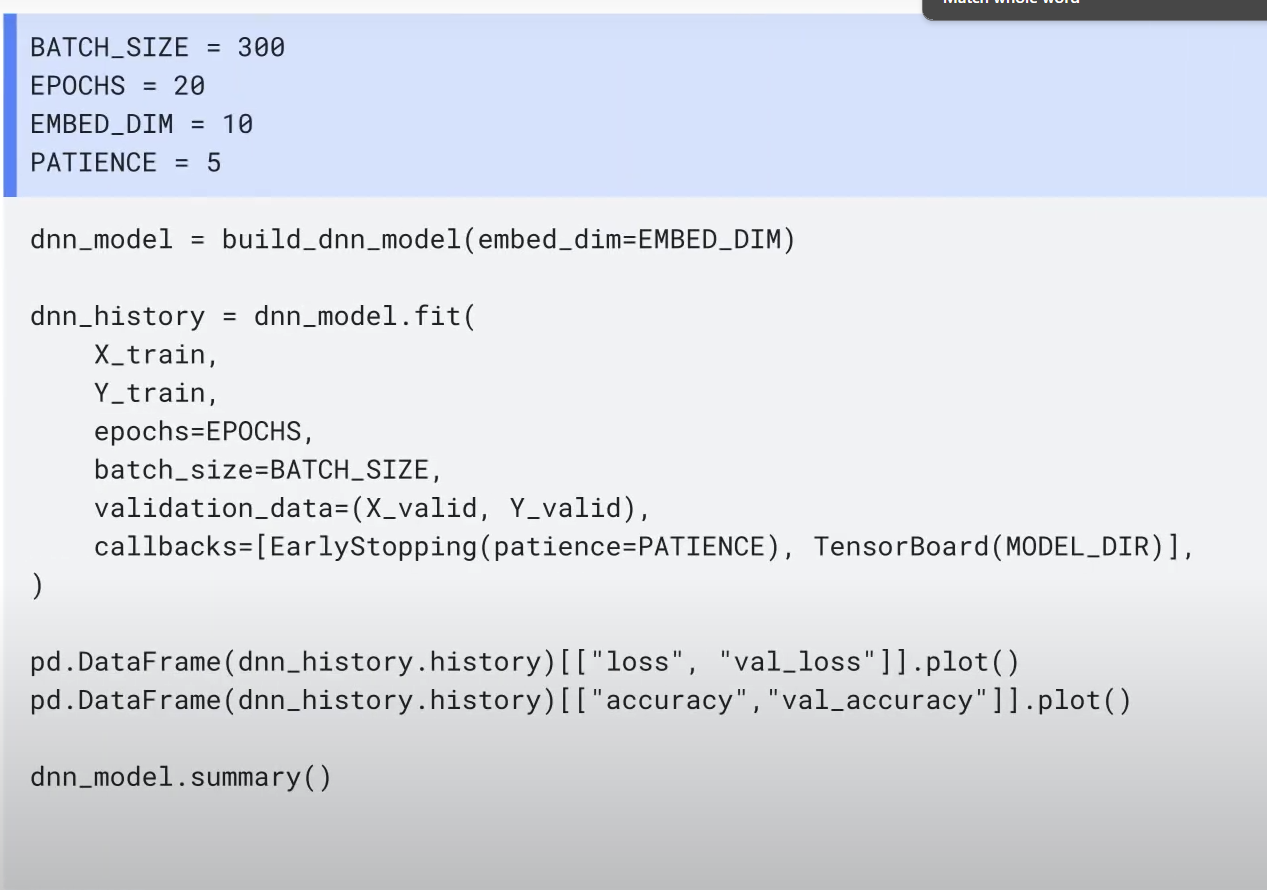 Match whole word
BATCH_SIZE = 300
EPOCHS = 20
EMBED_DIM = 10
PATIENCE = 5
dnn_model = build_dnn_model(embed_dim=EMBED_DIM)
dnn_history = dnn_model.fit(
    X_train,
    Y_train,
    epochs=EPOCHS,
    batch_size=BATCH_SIZE,
    validation_data=(X_valid, Y_valid),
    callbacks=[EarlyStopping(patience=PATIENCE), TensorBoard(MODEL_DIR)],
)
pd.DataFrame(dnn_history.history)[["loss", "val_loss"]].plot()
pd.DataFrame(dnn_history.history)[["accuracy","val_accuracy"]].plot()
dnn_model.summary()